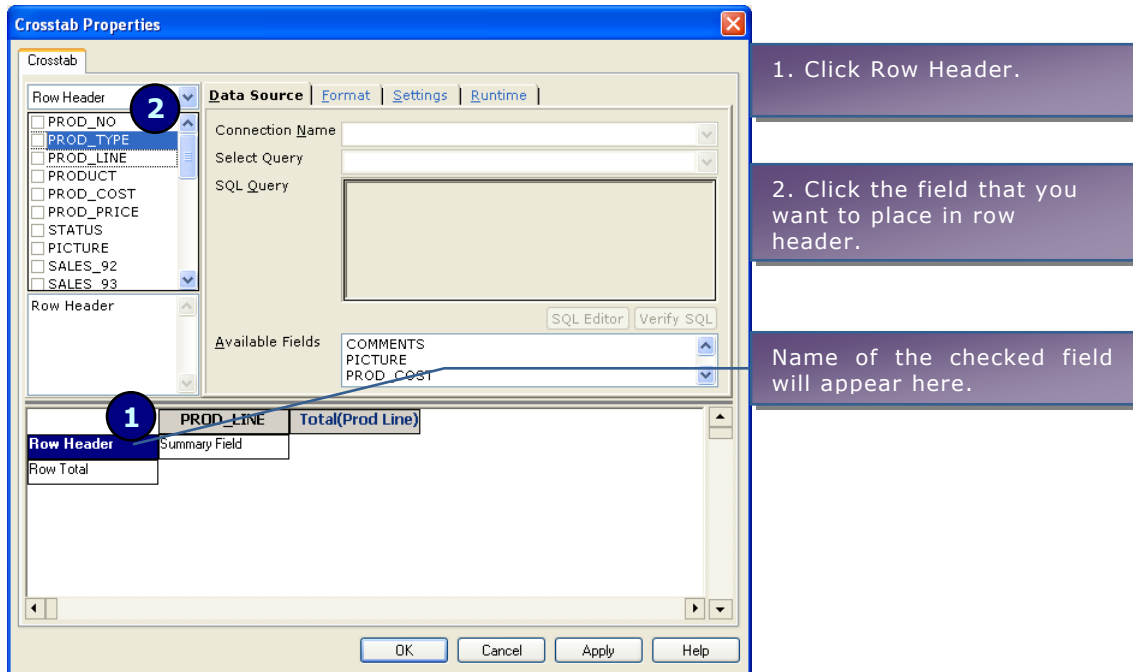 Crosstab Properties
Crosstab
Row Header
2
PROD_NO
PROD_TYPE
PROD_LINE
PRODUCT
PROD_COST
PROD_PRICE
STATUS
PICTURE
SALES_92
SALES_93
Row Header
Data Source
Format
Settings
Runtime
Connection Name
Select Query
SQL Query
SQL Editor
Verify SQL
Available Fields
COMMENTS
PICTURE
PROD_COST
1
PROD_LINE
Total(Prod Line)
Row Header
Summary Field
Row Total
OK
Cancel
Apply
Help
1. Click Row Header.
2. Click the field that you
want to place in row
header.
Name of the checked field
will appear here.